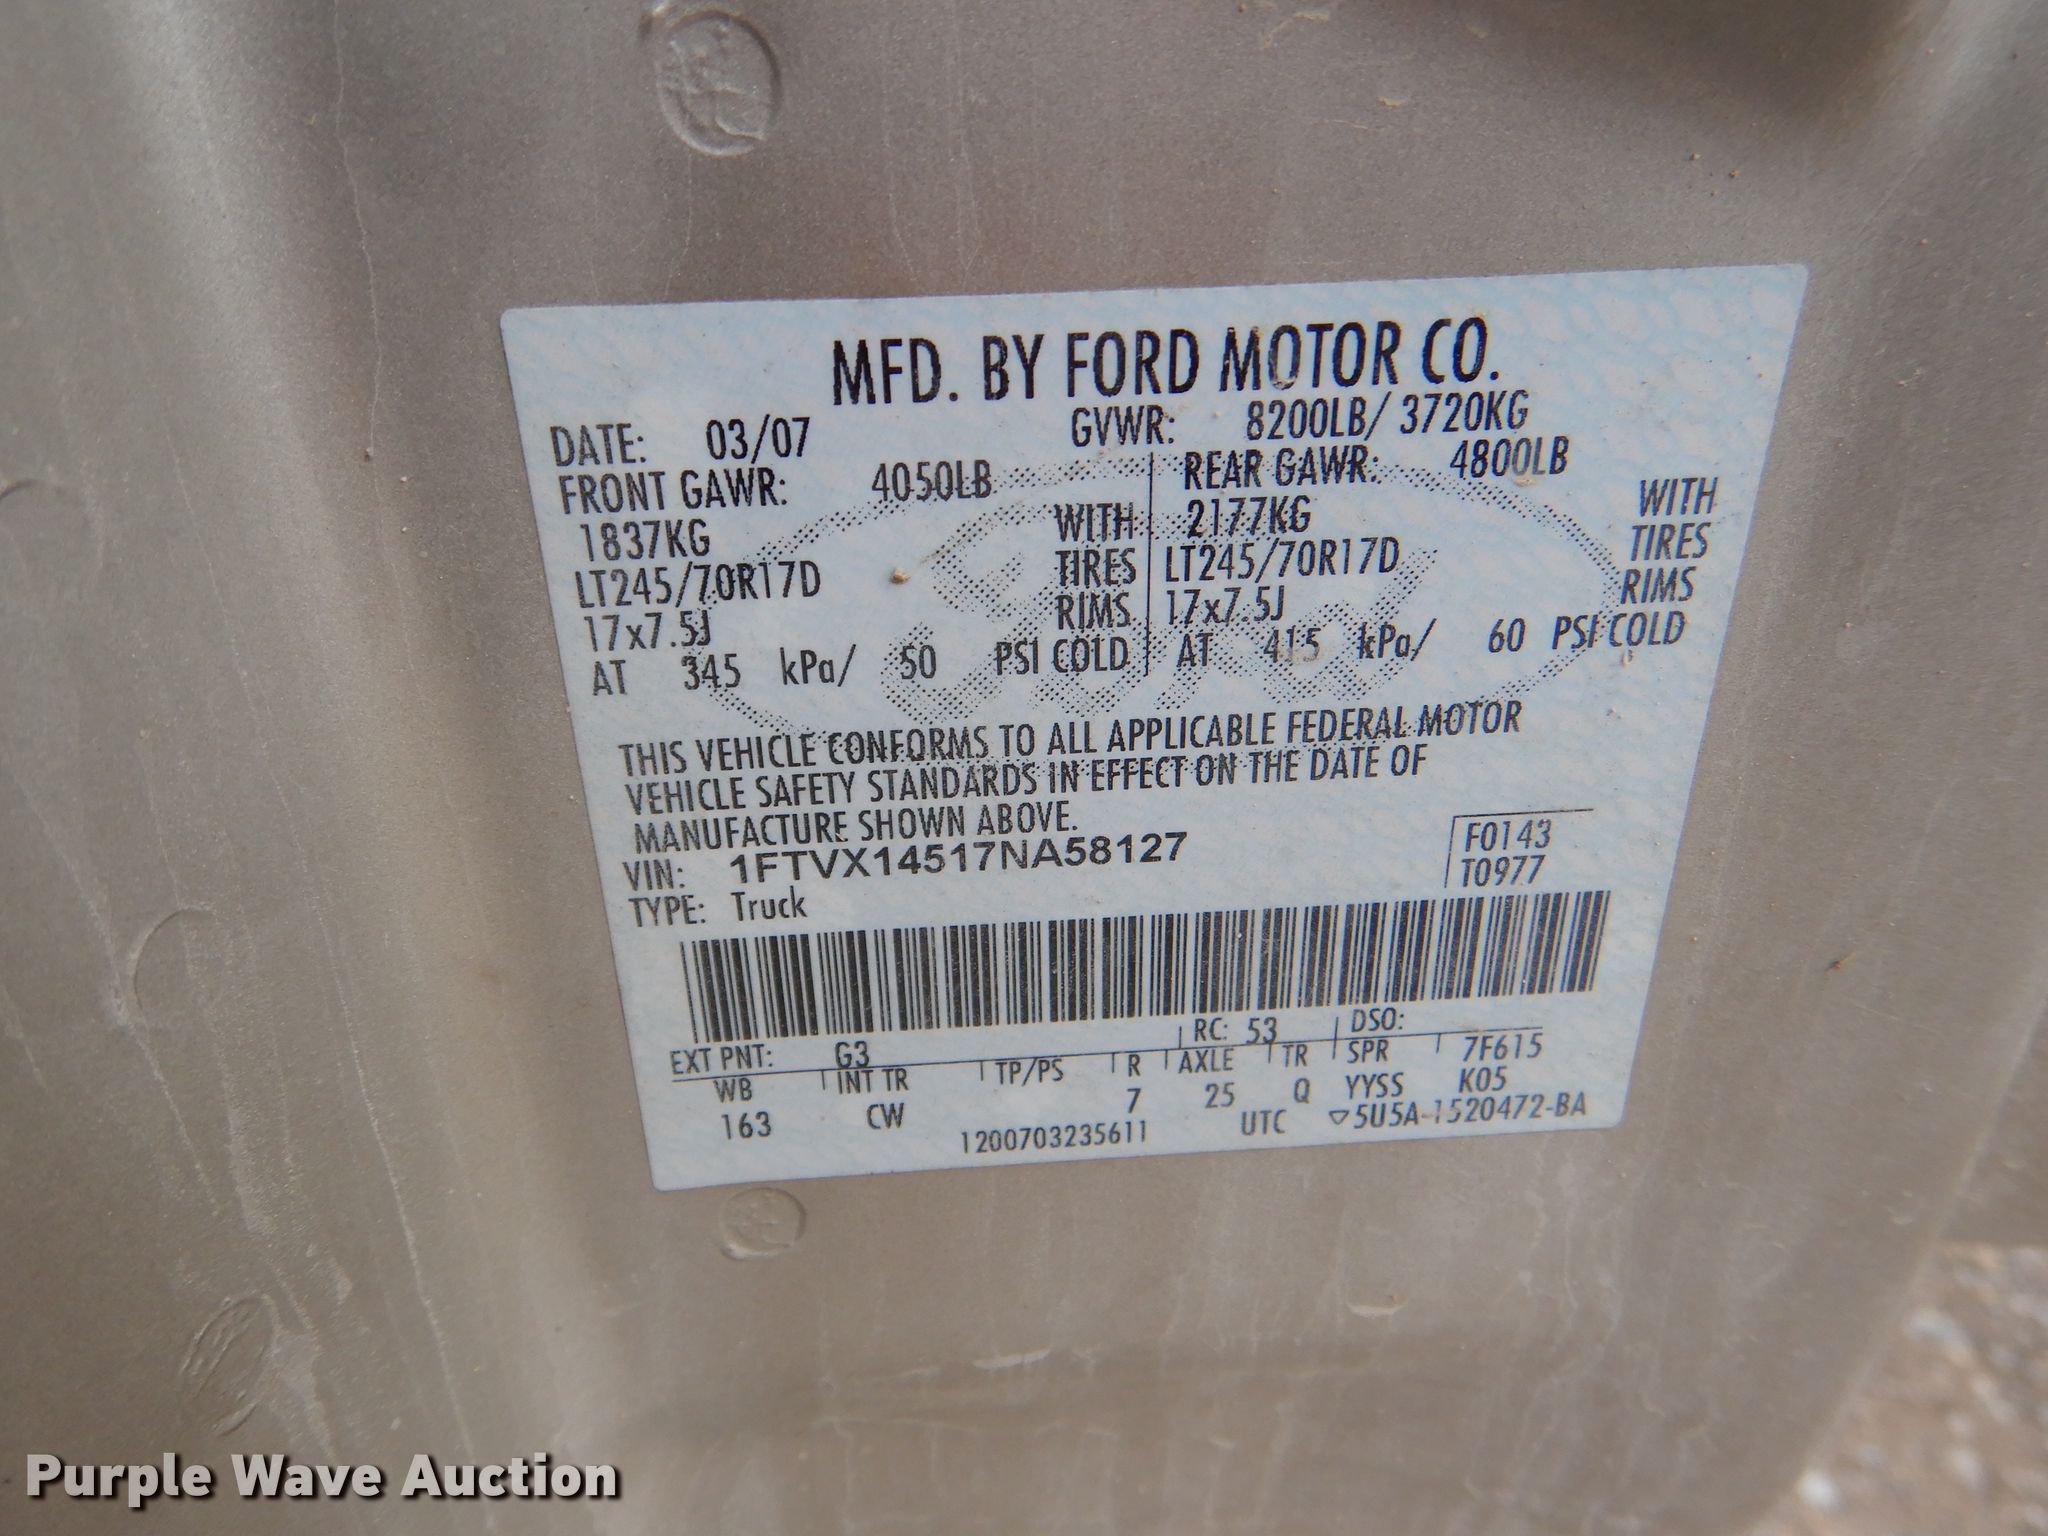 MFD. BY FORD MOTOR CO.
DATE: 03/07 GVWR: 8200LB/ 3720KG
FRONT GAWR: 4050LB REAR GAWR: 4800LB
1837KG WITH 2177KG WITH
LT245/70R17D TIRES LT245/70R17D TIRES
17x7.5J RIMS 17x7.5J RIMS
AT 345 kPa/ 50 PSI COLD AT 415 kPa/ 60 PSI COLD
THIS VEHICLE CONFORMS TO ALL APPLICABLE FEDERAL MOTOR
VEHICLE SAFETY STANDARDS IN EFFECT ON THE DATE OF
MANUFACTURE SHOWN ABOVE.
VIN: 1FTVX14517NA58127 F0143
TYPE: Truck T0977
EXT PNT: G3 RC: 53 DSO:
WB INT TR TP/PS R AXLE TR SPR 7F615
163 CW 7 25 Q YYSS K05
1200703235611 UTC ▽5U5A-1520472-BA
Purple Wave Auction